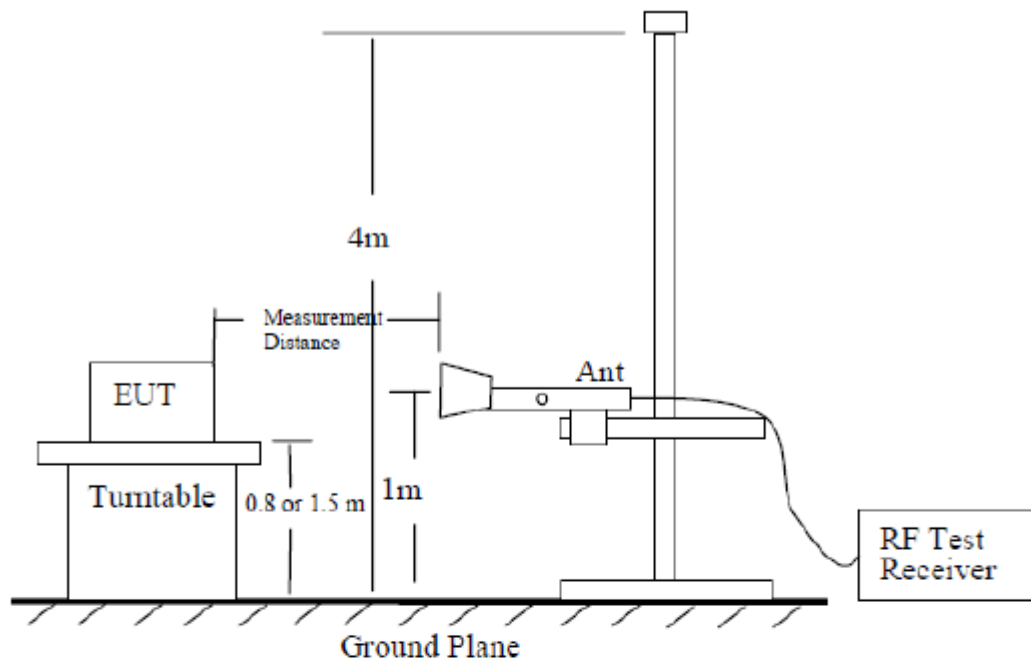 4m
Measurement
Distance
EUT
Ant
Turntable
0.8 or 1.5 m
1m
RF Test
Receiver
Ground Plane